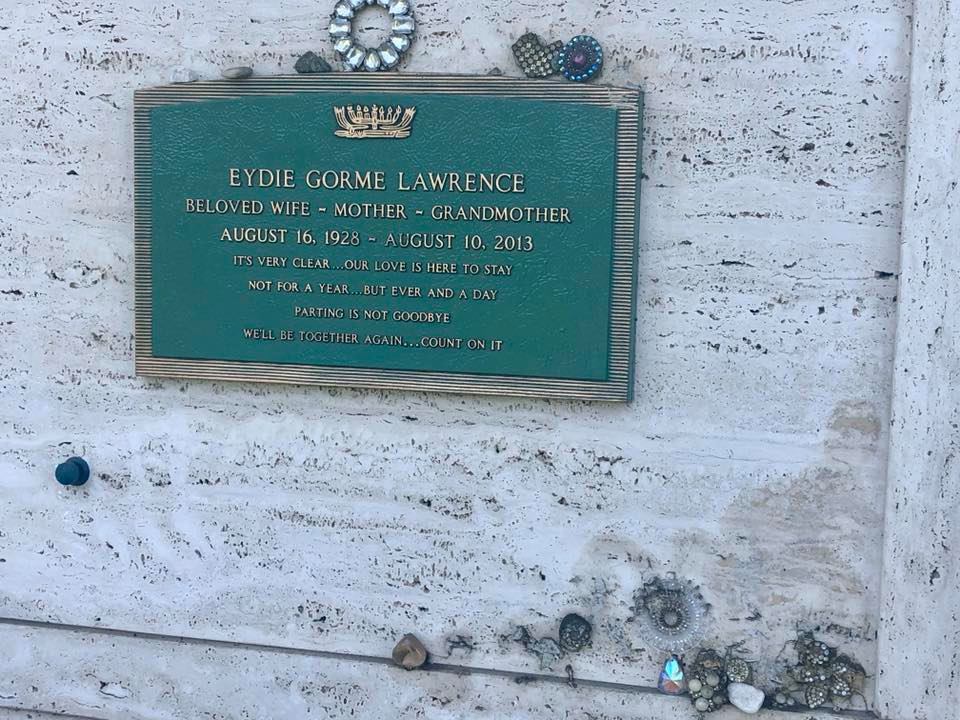 EYDIE GORME LAWRENCE
BELOVED WIFE ~ MOTHER ~ GRANDMOTHER
AUGUST 16, 1928 ~ AUGUST 10, 2013
IT'S VERY CLEAR...OUR LOVE IS HERE TO STAY
NOT FOR A YEAR...BUT EVER AND A DAY
PARTING IS NOT GOODBYE
WE'LL BE TOGETHER AGAIN...COUNT ON IT